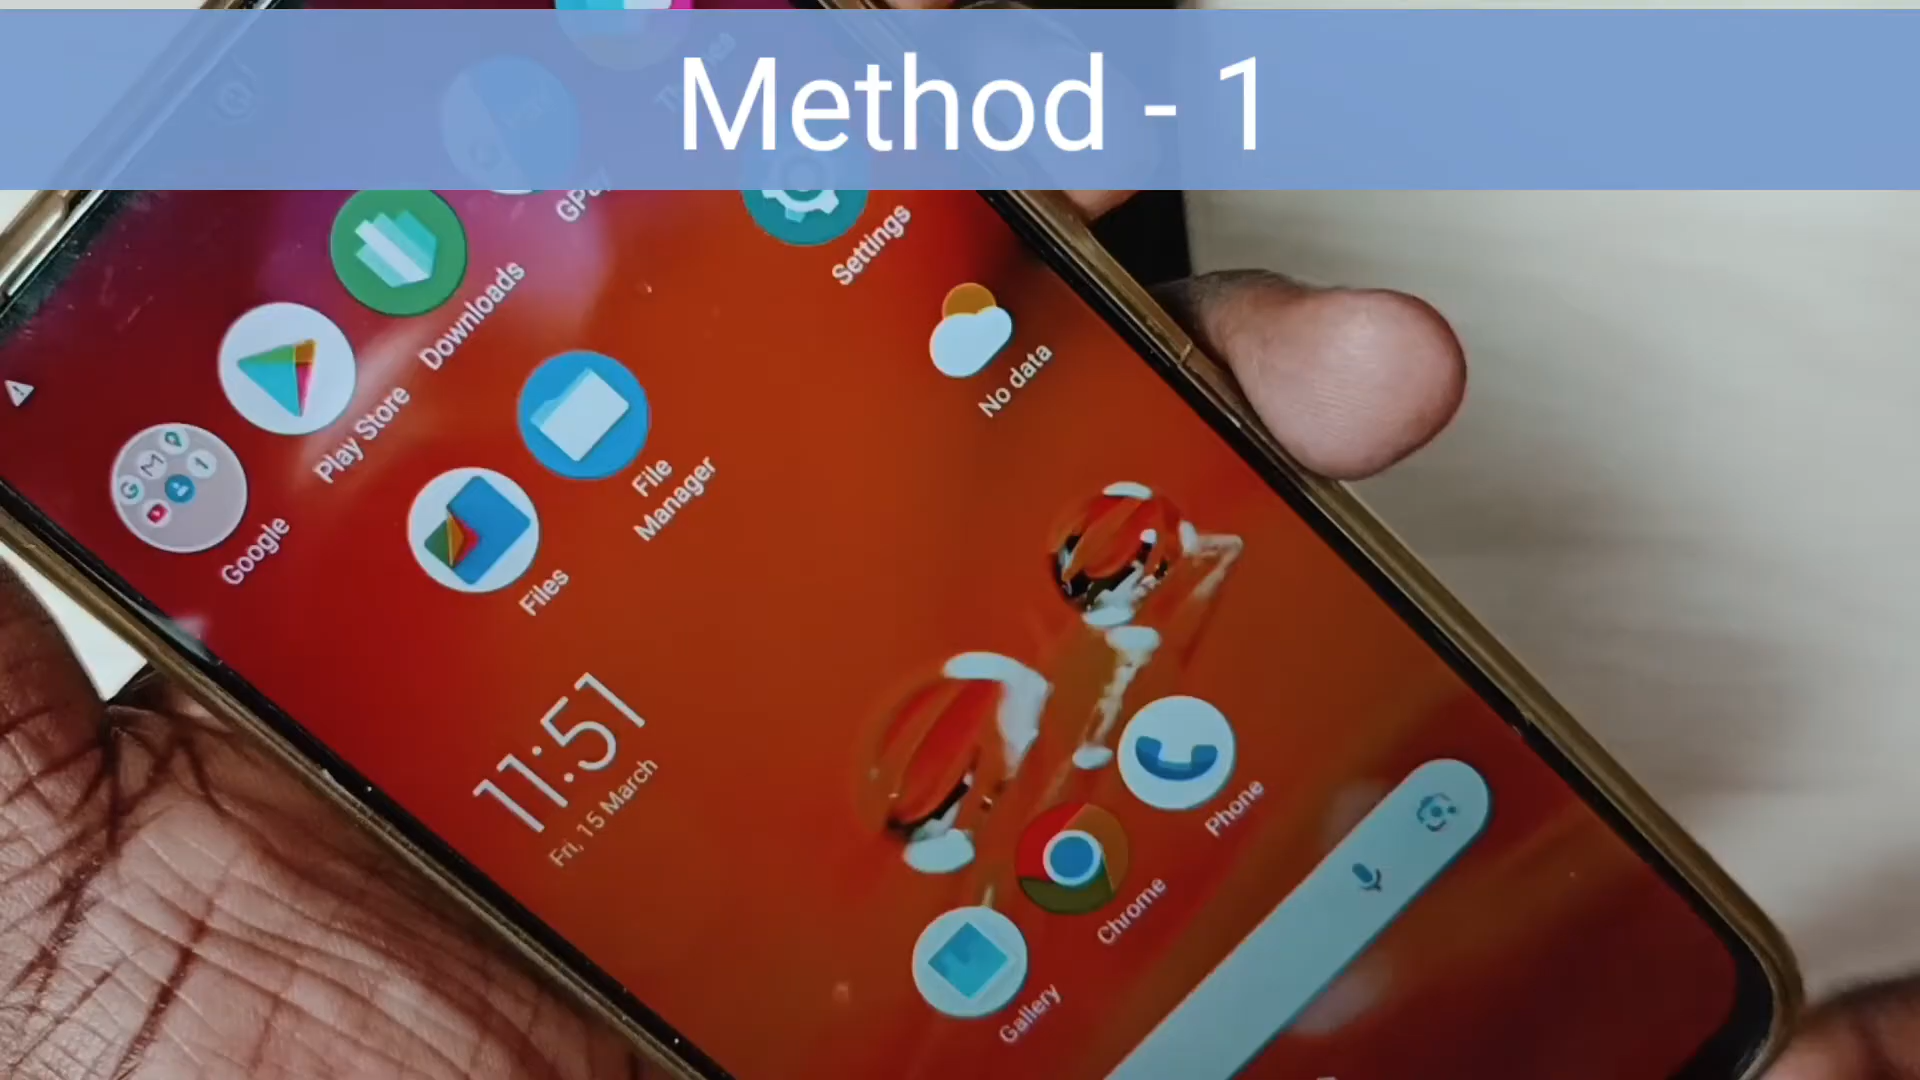 Method - 1
GPay
Settings
Downloads
Play Store
No data
File
Manager
Google
Files
11:51
Fri, 15 March
Phone
Chrome
Gallery